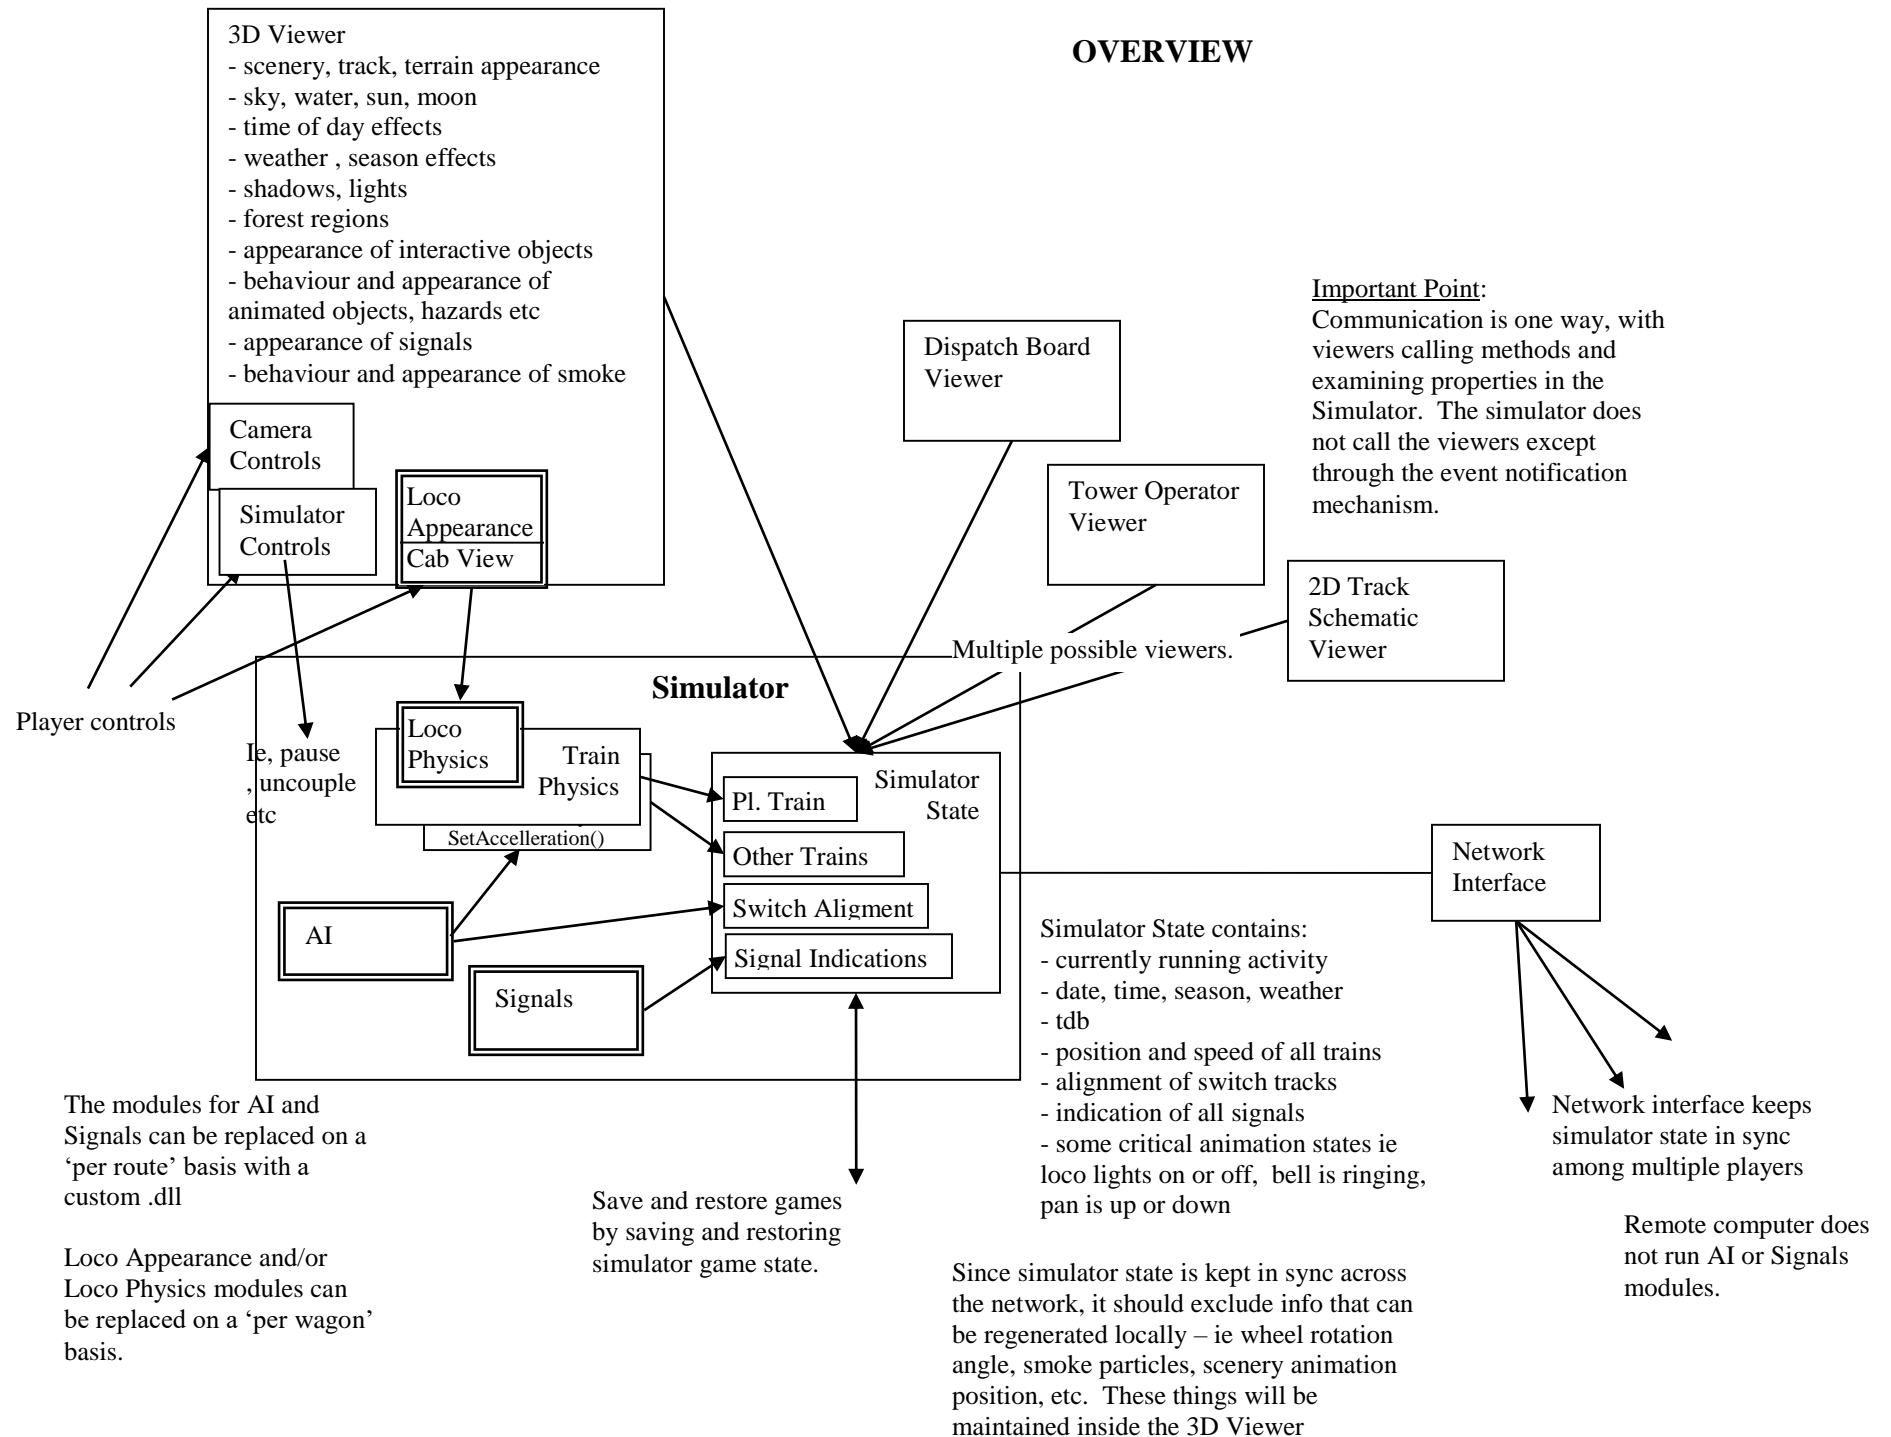 OVERVIEW
3D Viewer
- scenery, track, terrain appearance
- sky, water, sun, moon
- time of day effects
- weather , season effects
- shadows, lights
- forest regions
- appearance of interactive objects
- behaviour and appearance of
animated objects, hazards etc
- appearance of signals
- behaviour and appearance of smoke
Camera
Controls
Simulator
Controls
Loco
Appearance
Cab View
Dispatch Board
Viewer
Tower Operator
Viewer
2D Track
Schematic
Viewer
Important Point:
Communication is one way, with
viewers calling methods and
examining properties in the
Simulator.  The simulator does
not call the viewers except
through the event notification
mechanism.
Multiple possible viewers.
Player controls
Simulator
Ie, pause
, uncouple
etc
Loco
Physics
Train
Physics
SetAccelleration()
Simulator
State
Pl. Train
Other Trains
Switch Aligment
Signal Indications
AI
Signals
Network
Interface
Simulator State contains:
- currently running activity
- date, time, season, weather
- tdb
- position and speed of all trains
- alignment of switch tracks
- indication of all signals
- some critical animation states ie
loco lights on or off,  bell is ringing,
pan is up or down
Network interface keeps
simulator state in sync
among multiple players
Remote computer does
not run AI or Signals
modules.
The modules for AI and
Signals can be replaced on a
‘per route’ basis with a
custom .dll
Loco Appearance and/or
Loco Physics modules can
be replaced on a ‘per wagon’
basis.
Save and restore games
by saving and restoring
simulator game state.
Since simulator state is kept in sync across
the network, it should exclude info that can
be regenerated locally – ie wheel rotation
angle, smoke particles, scenery animation
position, etc.  These things will be
maintained inside the 3D Viewer